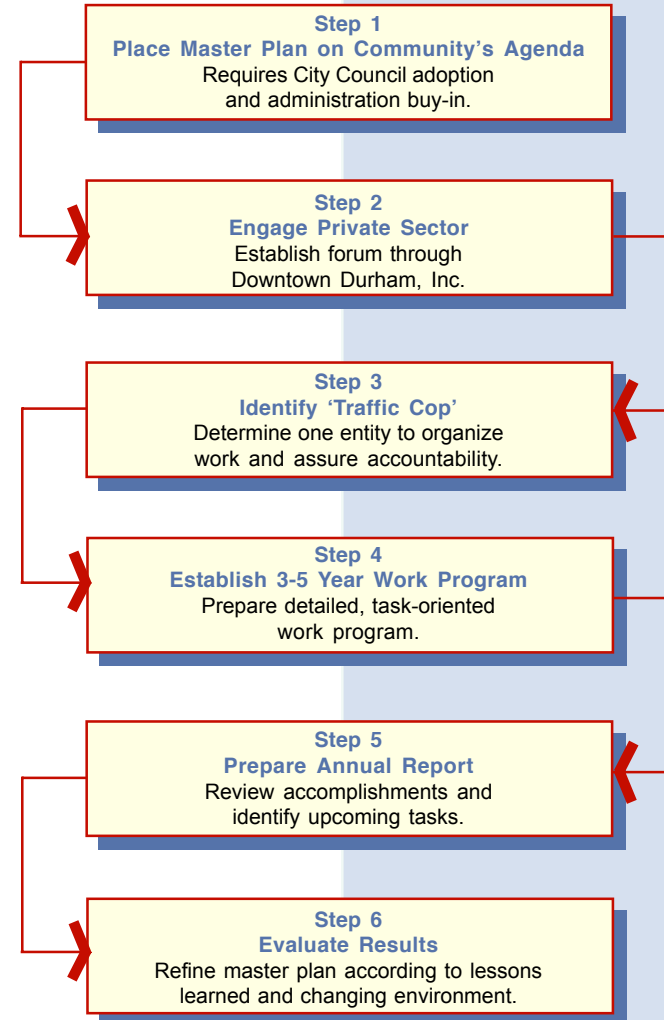 Step 1
Place Master Plan on Community’s Agenda
Requires City Council adoption
and administration buy-in.
Step 2
Engage Private Sector
Establish forum through
Downtown Durham, Inc.
Step 3
Identify ‘Traffic Cop’
Determine one entity to organize
work and assure accountability.
Step 4
Establish 3-5 Year Work Program
Prepare detailed, task-oriented
work program.
Step 5
Prepare Annual Report
Review accomplishments and
identify upcoming tasks.
Step 6
Evaluate Results
Refine master plan according to lessons
learned and changing environment.